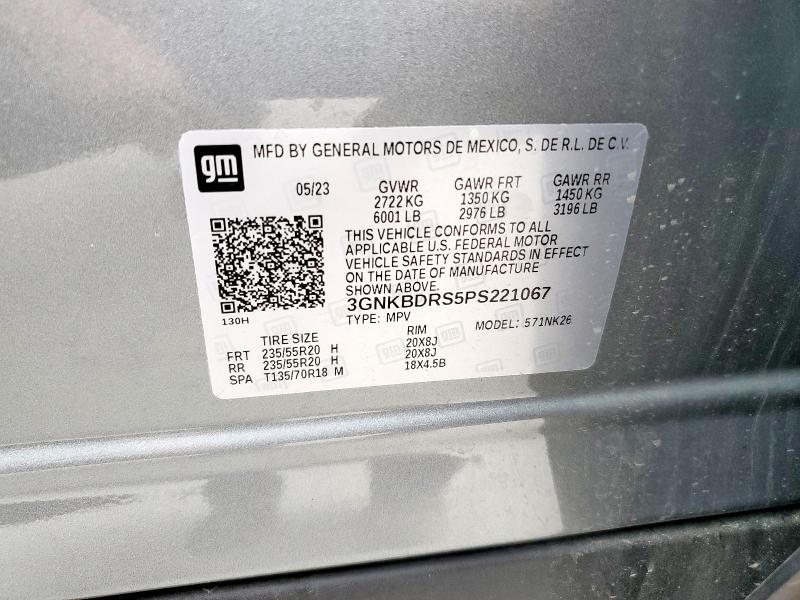 gm MFD BY GENERAL MOTORS DE MEXICO, S. DE R.L. DE C.V.
05/23 GVWR GAWR FRT GAWR RR
2722 KG 1350 KG 1450 KG
6001 LB 2976 LB 3196 LB
THIS VEHICLE CONFORMS TO ALL
APPLICABLE U.S. FEDERAL MOTOR
VEHICLE SAFETY STANDARDS IN EFFECT
ON THE DATE OF MANUFACTURE
SHOWN ABOVE.
3GNKBDRS5PS221067
130H TYPE: MPV MODEL: 571NK26
TIRE SIZE RIM
FRT 235/55R20 H 20X8J
RR 235/55R20 H 20X8J
SPA T135/70R18 M 18X4.5B